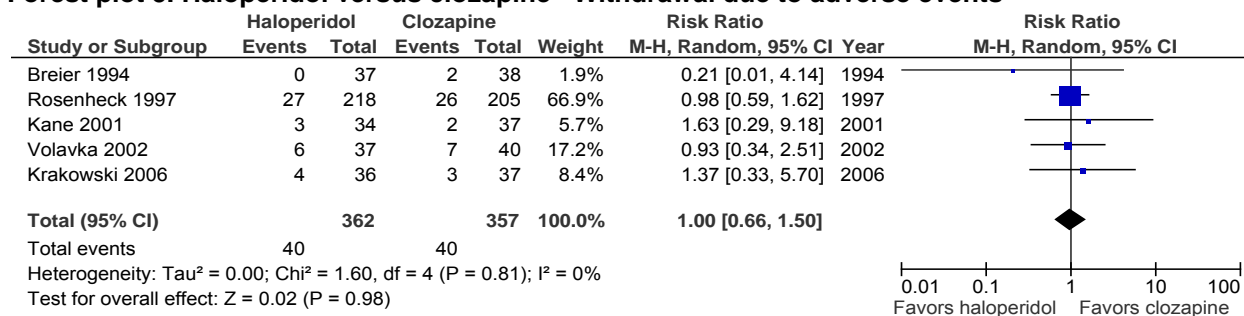 Forest plot 3. Haloperidol versus clozapine - Withdrawal due to adverse events
Haloperidol Clozapine Risk Ratio Risk Ratio
Study or Subgroup Events Total Events Total Weight M-H, Random, 95% CI Year M-H, Random, 95% CI
Breier 1994 0 37 2 38 1.9% 0.21 [0.01, 4.14] 1994
Rosenheck 1997 27 218 26 205 66.9% 0.98 [0.59, 1.62] 1997
Kane 2001 3 34 2 37 5.7% 1.63 [0.29, 9.18] 2001
Volavka 2002 6 37 7 40 17.2% 0.93 [0.34, 2.51] 2002
Krakowski 2006 4 36 3 37 8.4% 1.37 [0.33, 5.70] 2006
Total (95% CI) 362 357 100.0% 1.00 [0.66, 1.50]
Total events 40 40
Heterogeneity: Tau² = 0.00; Chi² = 1.60, df = 4 (P = 0.81); I² = 0%
Test for overall effect: Z = 0.02 (P = 0.98)
0.01 0.1 1 10 100
Favors haloperidol Favors clozapine